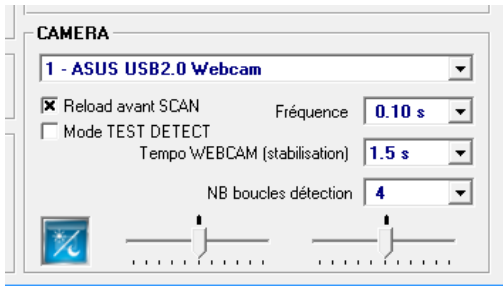 CAMERA
1 - ASUS USB2.0 Webcam
Reload avant SCAN
Fréquence
0.10 s
Mode TEST DETECT
Tempo WEBCAM (stabilisation)
1.5 s
NB boucles détection
4